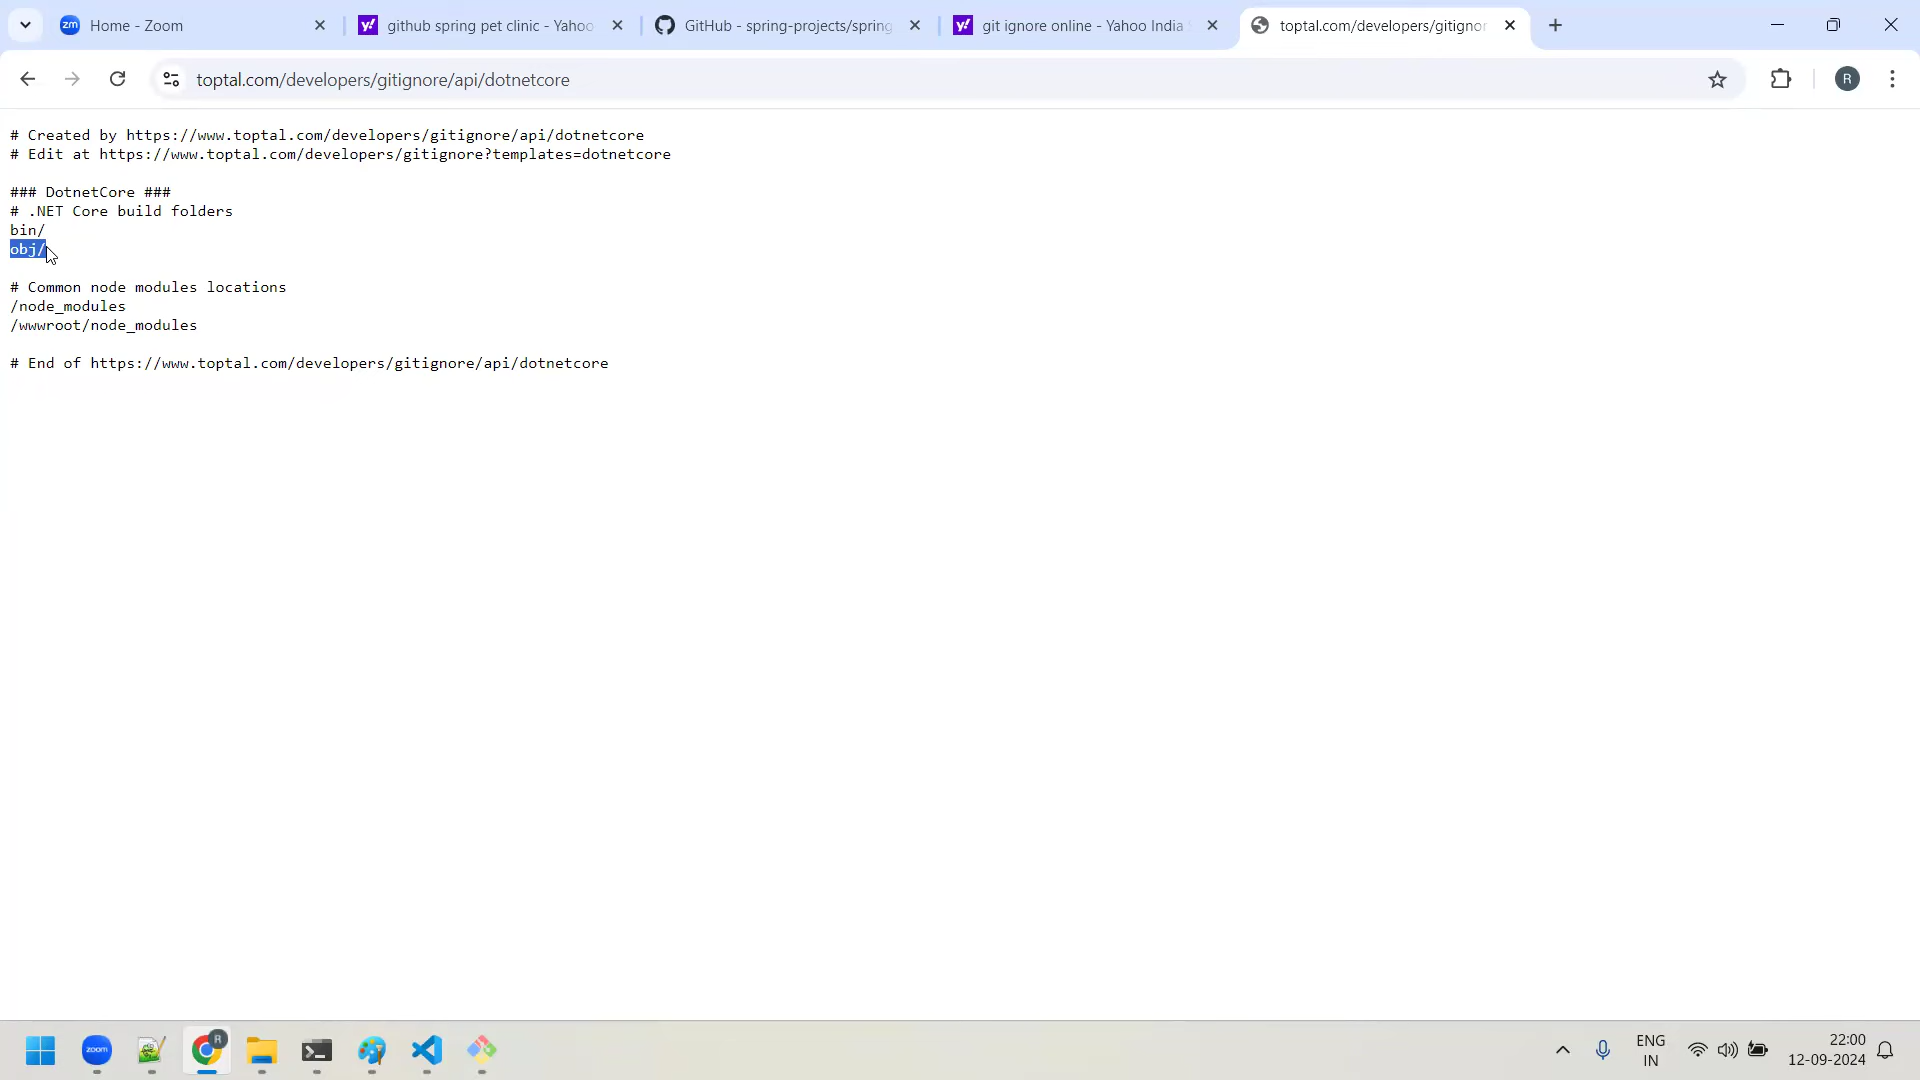 zm Home - Zoom
y! github spring pet clinic - Yahoo
GitHub - spring-projects/spring
y! git ignore online - Yahoo India S
toptal.com/developers/gitignor
toptal.com/developers/gitignore/api/dotnetcore
R
# Created by https://www.toptal.com/developers/gitignore/api/dotnetcore
# Edit at https://www.toptal.com/developers/gitignore?templates=dotnetcore
### DotnetCore ###
# .NET Core build folders
bin/
obj/
# Common node modules locations
/node_modules
/wwwroot/node_modules
# End of https://www.toptal.com/developers/gitignore/api/dotnetcore
zoom
R
ENG
IN
22:00
12-09-2024